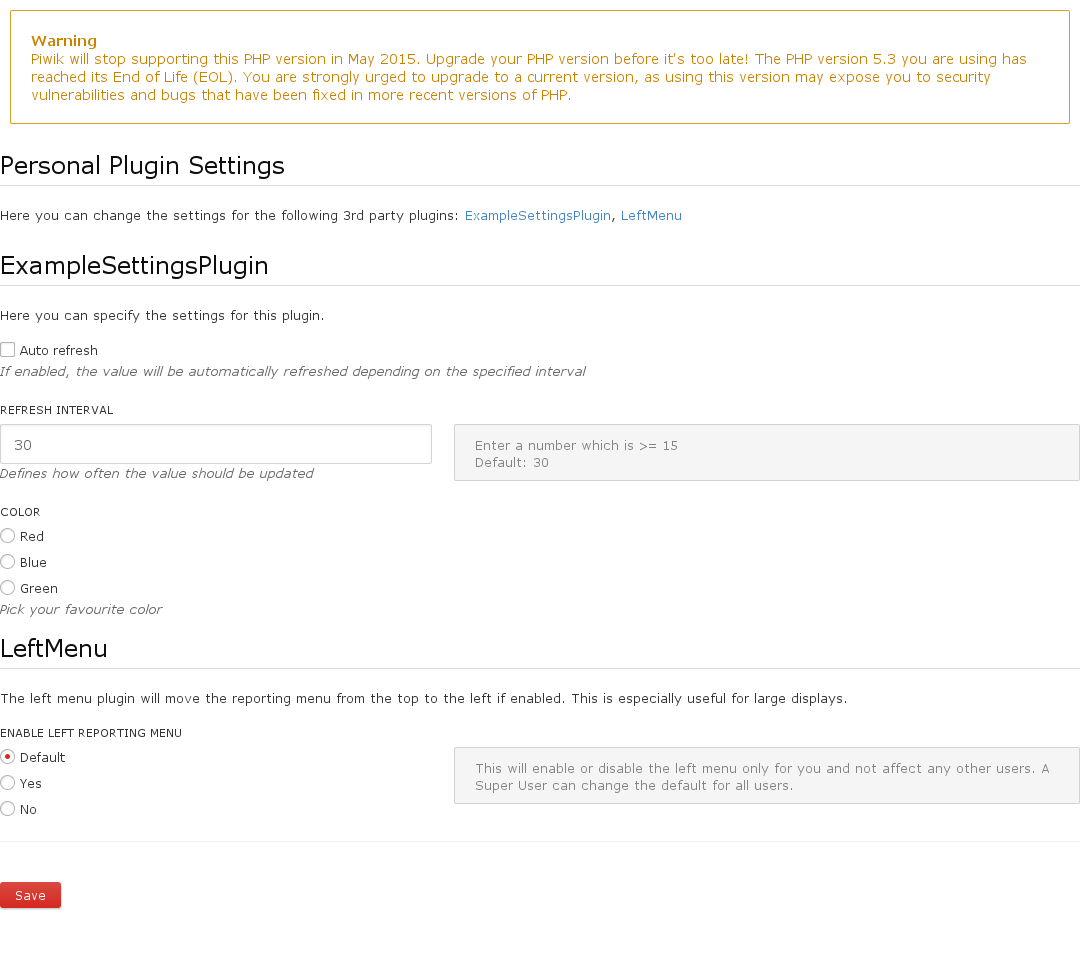 Warning
Piwik will stop supporting this PHP version in May 2015. Upgrade your PHP version before it's too late! The PHP version 5.3 you are using has
reached its End of Life (EOL). You are strongly urged to upgrade to a current version, as using this version may expose you to security
vulnerabilities and bugs that have been fixed in more recent versions of PHP.
Personal Plugin Settings
Here you can change the settings for the following 3rd party plugins: ExampleSettingsPlugin, LeftMenu
ExampleSettingsPlugin
Here you can specify the settings for this plugin.
Auto refresh
If enabled, the value will be automatically refreshed depending on the specified interval
REFRESH INTERVAL
30
Enter a number which is >= 15
Default: 30
Defines how often the value should be updated
COLOR
Red
Blue
Green
Pick your favourite color
LeftMenu
The left menu plugin will move the reporting menu from the top to the left if enabled. This is especially useful for large displays.
ENABLE LEFT REPORTING MENU
Default
Yes
No
This will enable or disable the left menu only for you and not affect any other users. A
Super User can change the default for all users.
Save